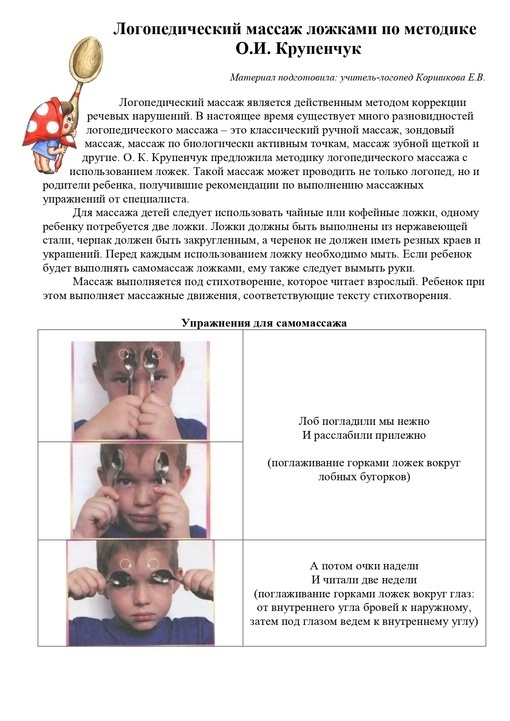 Логопедический массаж ложками по методике
О.И. Крупенчук
Материал подготовила: учитель-логопед Коршикова Е.В.
Логопедический массаж является действенным методом коррекции
речевых нарушений. В настоящее время существует много разновидностей
логопедического массажа – это классический ручной массаж, зондовый
массаж, массаж по биологически активным точкам, массаж зубной щеткой и
другие. О. К. Крупенчук предложила методику логопедического массажа с
использованием ложек. Такой массаж может проводить не только логопед, но и
родители ребенка, получившие рекомендации по выполнению массажных
упражнений от специалиста.
Для массажа детей следует использовать чайные или кофейные ложки, одному
ребенку потребуется две ложки. Ложки должны быть выполнены из нержавеющей
стали, черпак должен быть закругленным, а черенок не должен иметь резных краев и
украшений. Перед каждым использованием ложку необходимо мыть. Если ребенок
будет выполнять самомассаж ложками, ему также следует вымыть руки.
Массаж выполняется под стихотворение, которое читает взрослый. Ребенок при
этом выполняет массажные движения, соответствующие тексту стихотворения.
Упражнения для самомассажа
Лоб погладили мы нежно
И расслабили прилежно
(поглаживание горками ложек вокруг
лобных бугорков)
А потом очки надели
И читали две недели
(поглаживание горками ложек вокруг глаз:
от внутреннего угла бровей к наружному,
затем под глазом ведем к внутреннему углу)